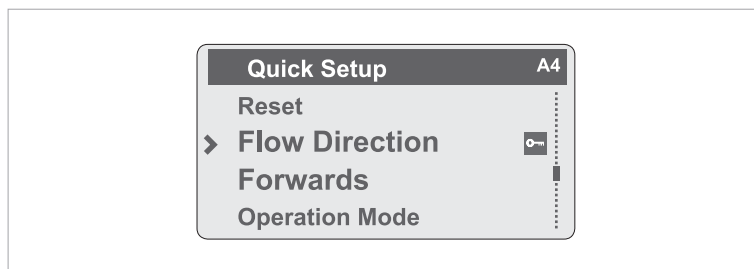 Quick Setup A4
Reset
Flow Direction
Forwards
Operation Mode